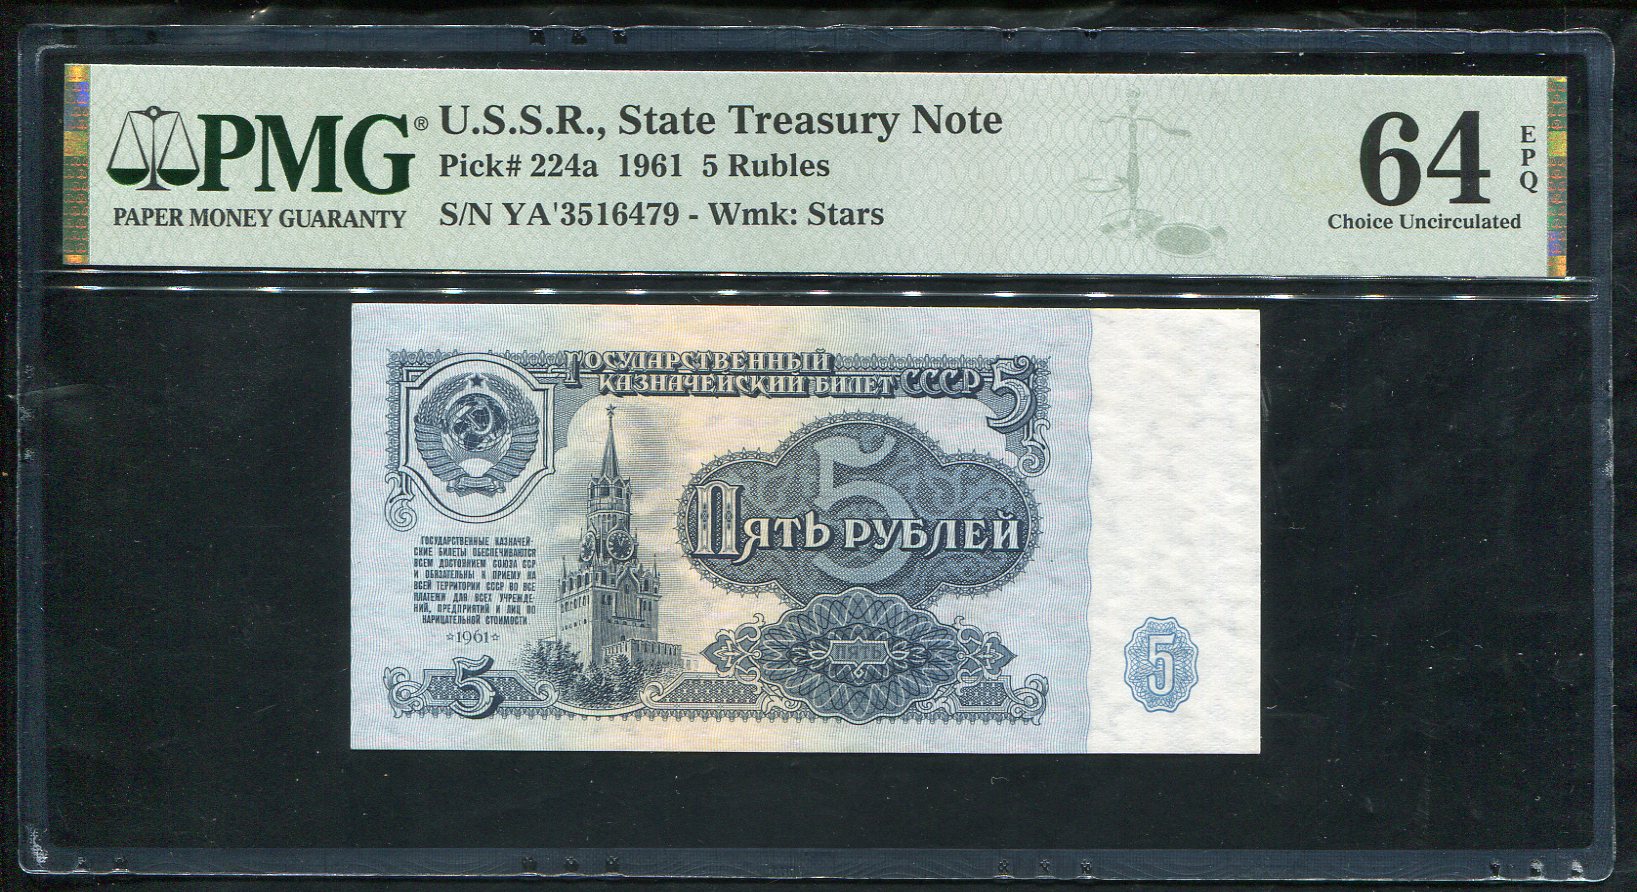 PMG®
PAPER MONEY GUARANTY
U.S.S.R., State Treasury Note
Pick# 224a 1961 5 Rubles
S/N YA'3516479 - Wmk: Stars
64
EPQ
Choice Uncirculated
ГОСУДАРСТВЕННЫЙ
КАЗНАЧЕЙСКИЙ БИЛЕТ СССР
5
5
ПЯТЬ РУБЛЕЙ
ГОСУДАРСТВЕННЫЕ КАЗНАЧЕЙ-
СКИЕ БИЛЕТЫ ОБЕСПЕЧИВАЮТСЯ
ВСЕМ ДОСТОЯНИЕМ СОЮЗА ССР
И ОБЯЗАТЕЛЬНЫ К ПРИЕМУ НА
ВСЕЙ ТЕРРИТОРИИ СССР ВО ВСЕ
ПЛАТЕЖИ ДЛЯ ВСЕХ УЧРЕЖДЕ-
НИЙ, ПРЕДПРИЯТИЙ И ЛИЦ ПО
НАРИЦАТЕЛЬНОЙ СТОИМОСТИ
☆1961☆
5
ПЯТЬ
5